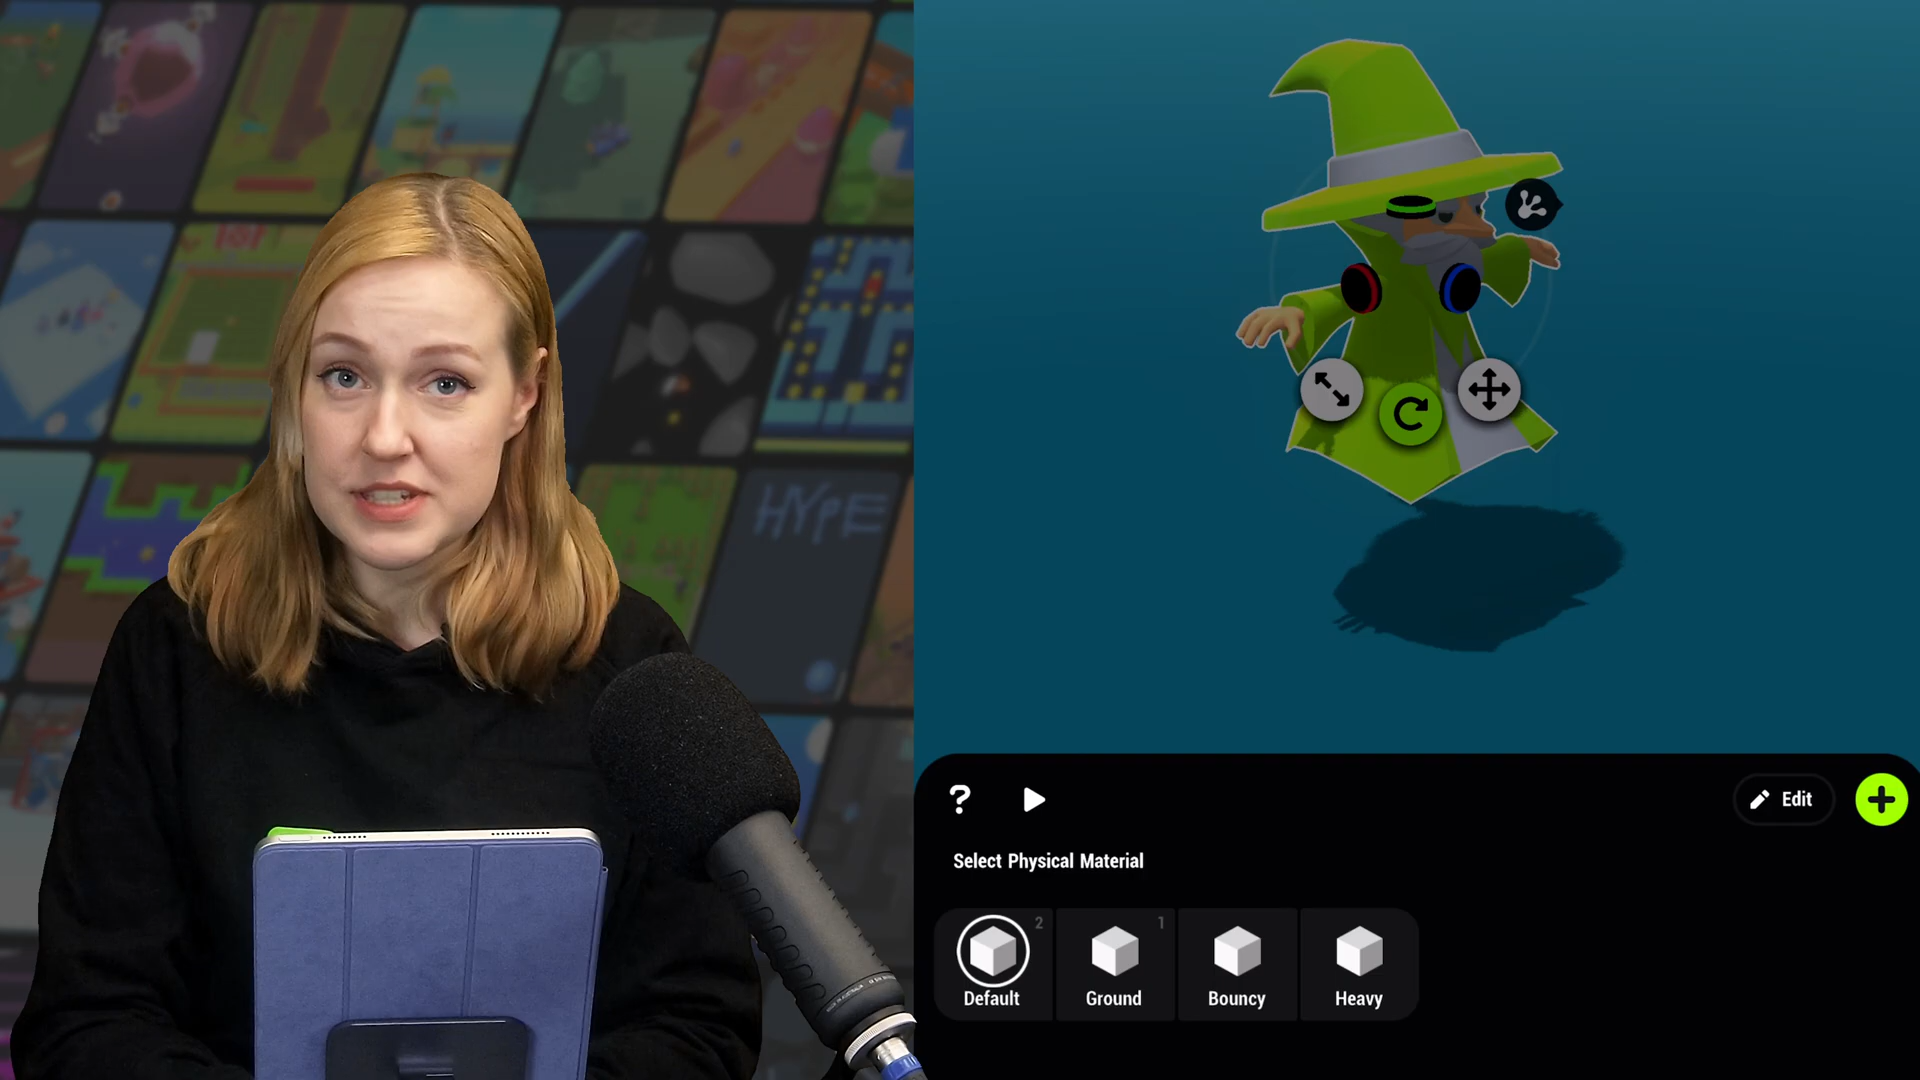 HYPE
?
Edit
Select Physical Material
2
1
Default
Ground
Bouncy
Heavy